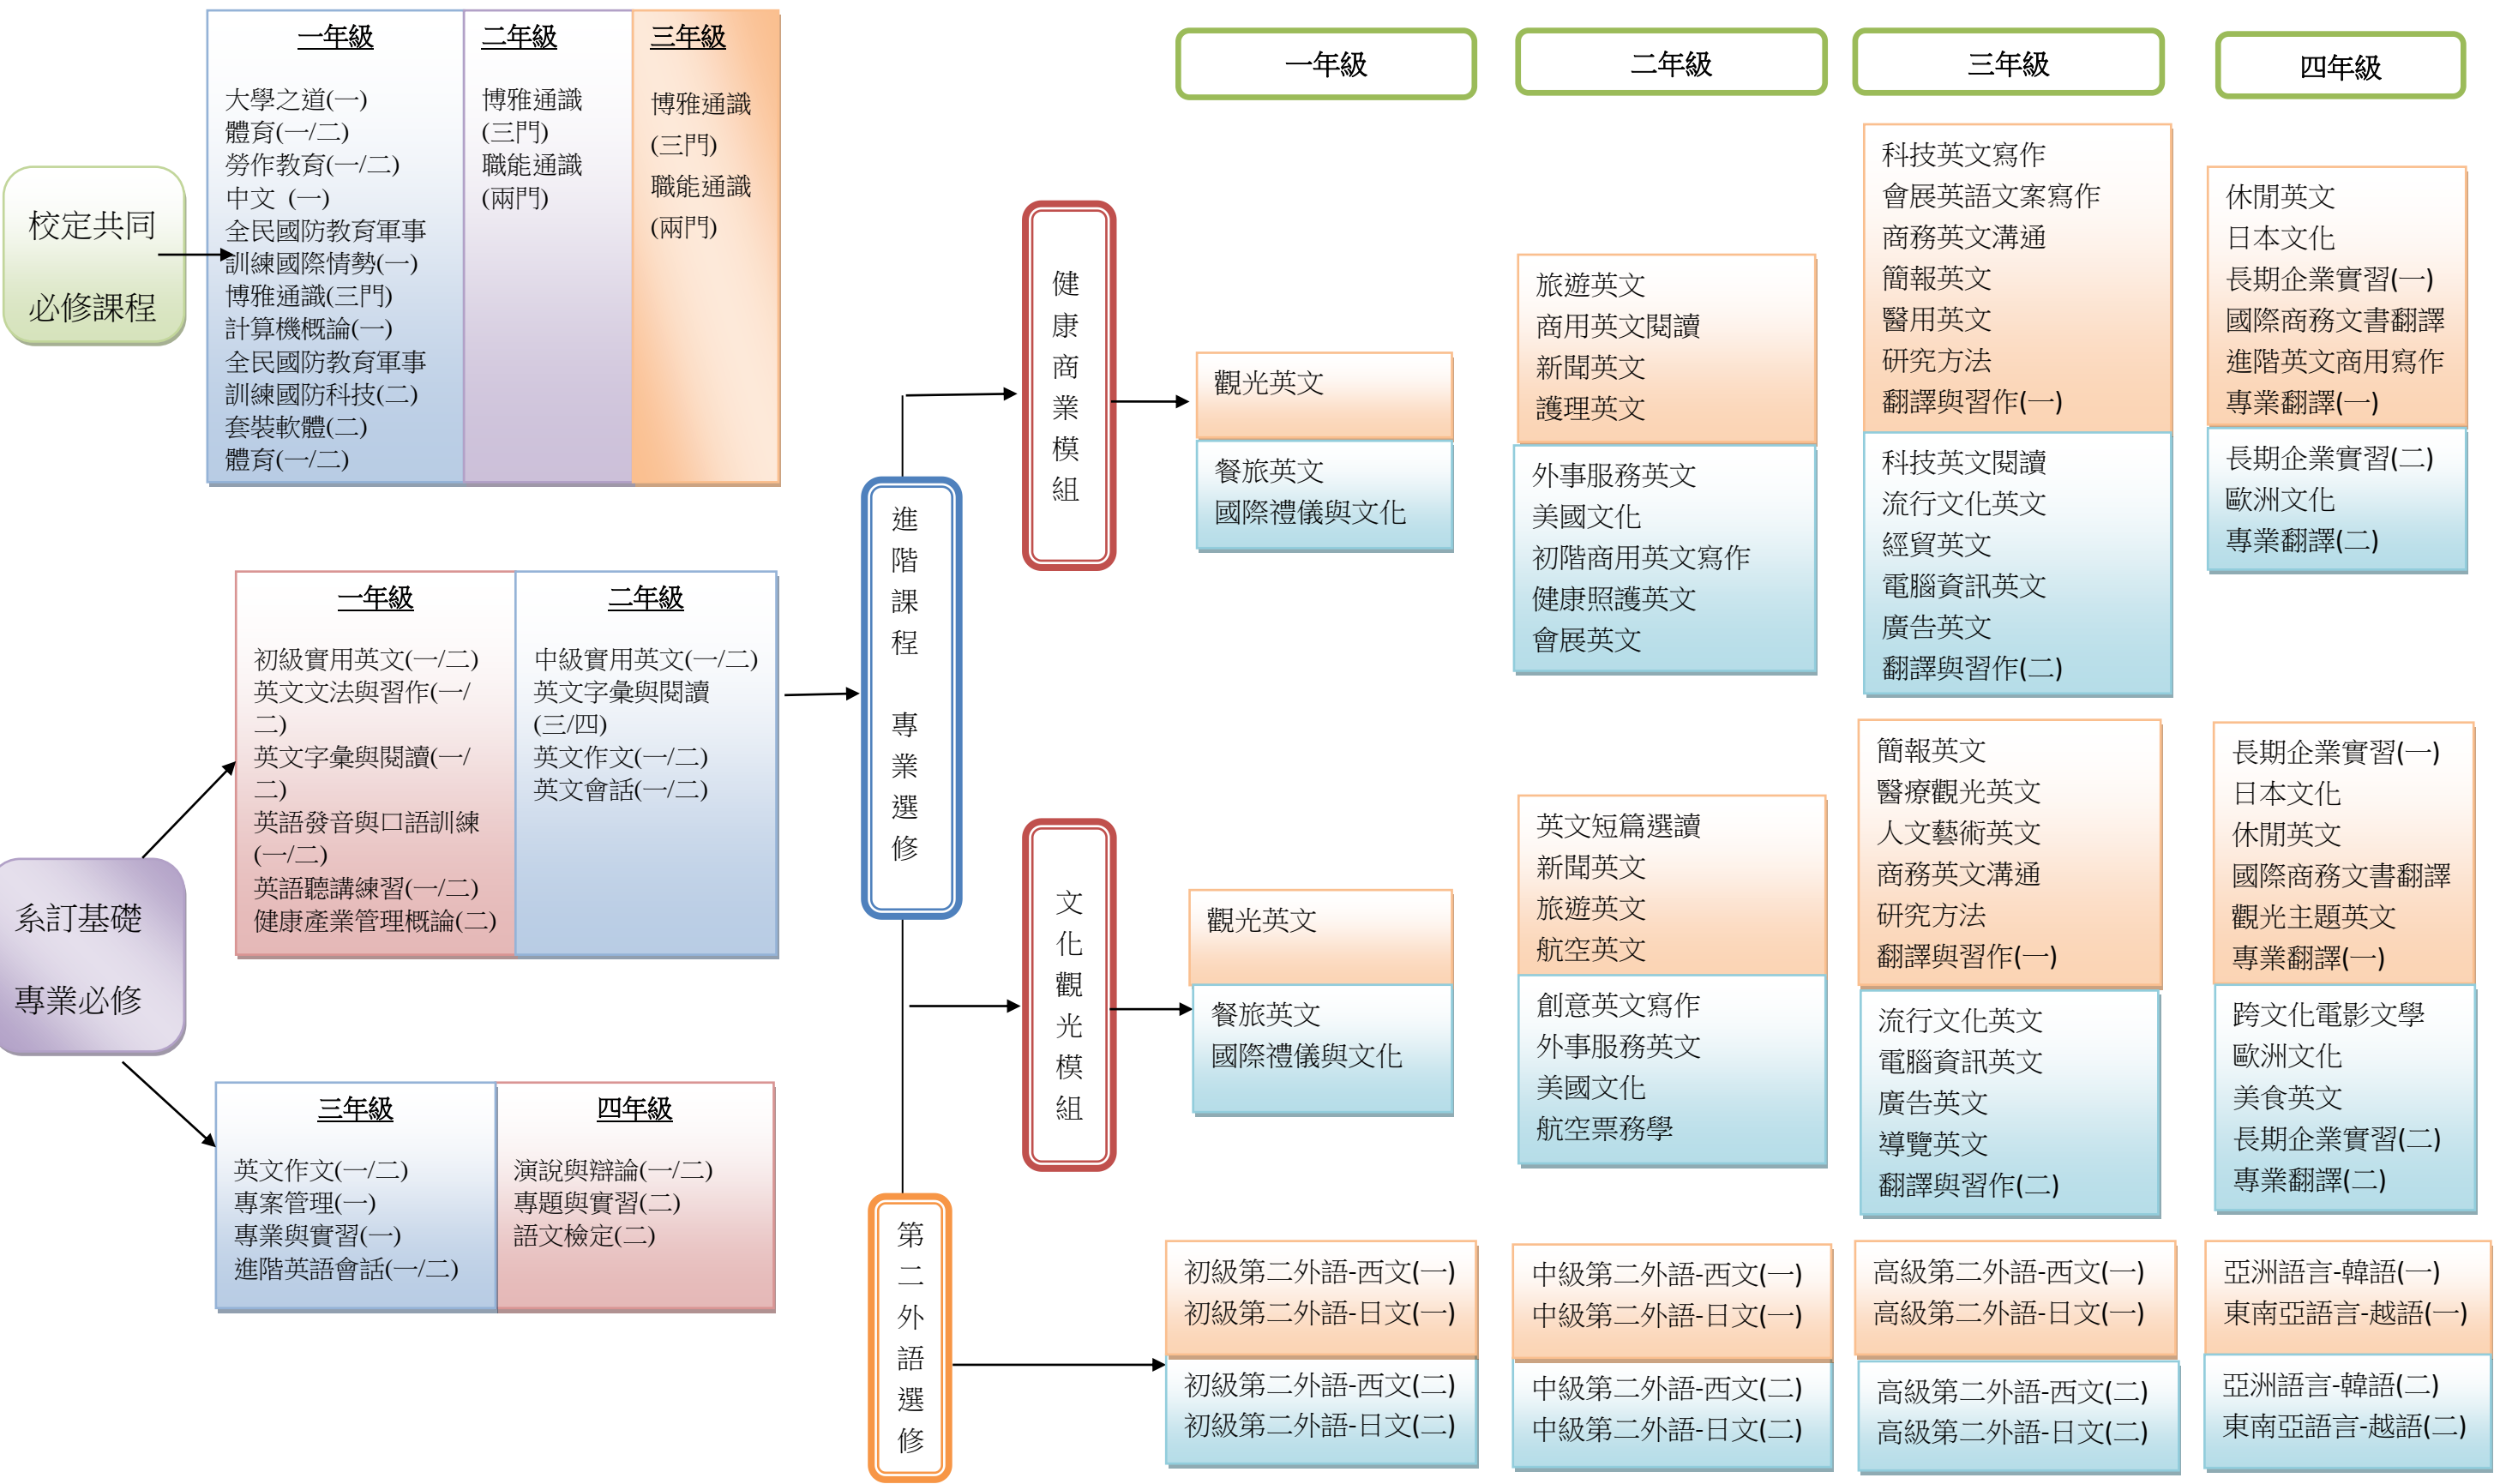 校定共同
必修課程
一年級
大學之道(一)
體育(一/二)
勞作教育(一/二)
中文 (一)
全民國防教育軍事
訓練國際情勢(一)
博雅通識(三門)
計算機概論(一)
全民國防教育軍事
訓練國防科技(二)
套裝軟體(二)
體育(一/二)
二年級
博雅通識
(三門)
職能通識
(兩門)
三年級
博雅通識
(三門)
職能通識
(兩門)
系訂基礎
專業必修
一年級
初級實用英文(一/二)
英文文法與習作(一/
二)
英文字彙與閱讀(一/
二)
英語發音與口語訓練
(一/二)
英語聽講練習(一/二)
健康產業管理概論(二)
二年級
中級實用英文(一/二)
英文字彙與閱讀
(三/四)
英文作文(一/二)
英文會話(一/二)
三年級
英文作文(一/二)
專案管理(一)
專業與實習(一)
進階英語會話(一/二)
四年級
演說與辯論(一/二)
專題與實習(二)
語文檢定(二)
進階課程 專業選修
一年級
二年級
三年級
四年級
健康商業模組
觀光英文
餐旅英文
國際禮儀與文化
旅遊英文
商用英文閱讀
新聞英文
護理英文
外事服務英文
美國文化
初階商用英文寫作
健康照護英文
會展英文
科技英文寫作
會展英語文案寫作
商務英文溝通
簡報英文
醫用英文
研究方法
翻譯與習作(一)
科技英文閱讀
流行文化英文
經貿英文
電腦資訊英文
廣告英文
翻譯與習作(二)
休閒英文
日本文化
長期企業實習(一)
國際商務文書翻譯
進階英文商用寫作
專業翻譯(一)
長期企業實習(二)
歐洲文化
專業翻譯(二)
文化觀光模組
觀光英文
餐旅英文
國際禮儀與文化
英文短篇選讀
新聞英文
旅遊英文
航空英文
創意英文寫作
外事服務英文
美國文化
航空票務學
簡報英文
醫療觀光英文
人文藝術英文
商務英文溝通
研究方法
翻譯與習作(一)
流行文化英文
電腦資訊英文
廣告英文
導覽英文
翻譯與習作(二)
長期企業實習(一)
日本文化
休閒英文
國際商務文書翻譯
觀光主題英文
專業翻譯(一)
跨文化電影文學
歐洲文化
美食英文
長期企業實習(二)
專業翻譯(二)
第二外語選修
初級第二外語-西文(一)
初級第二外語-日文(一)
初級第二外語-西文(二)
初級第二外語-日文(二)
中級第二外語-西文(一)
中級第二外語-日文(一)
中級第二外語-西文(二)
中級第二外語-日文(二)
高級第二外語-西文(一)
高級第二外語-日文(一)
高級第二外語-西文(二)
高級第二外語-日文(二)
亞洲語言-韓語(一)
東南亞語言-越語(一)
亞洲語言-韓語(二)
東南亞語言-越語(二)